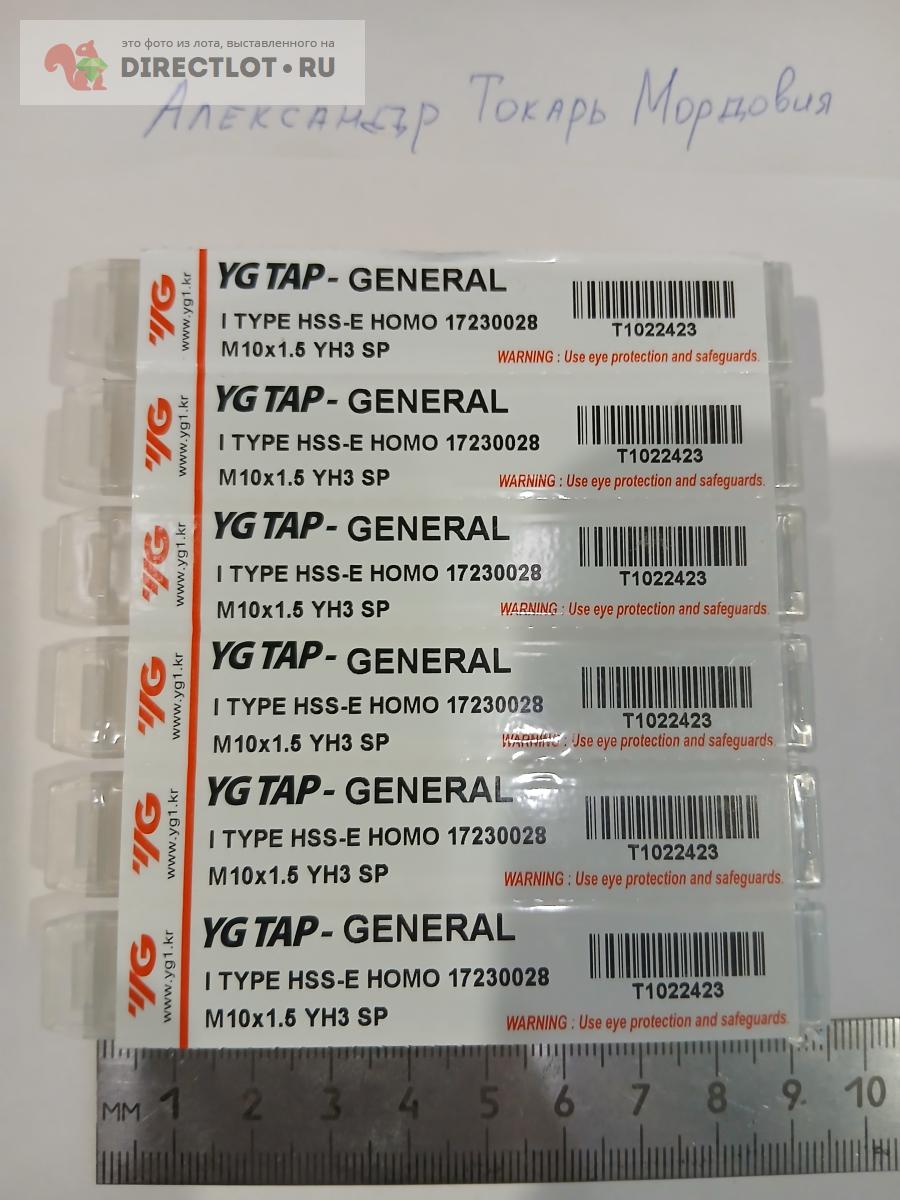 это фото из лота, выставленного на
DIRECTLOT.RU
Александр Токарь Мордовия
YG
www.yg1.kr
YG TAP - GENERAL
I TYPE HSS-E HOMO 17230028
M10x1.5 YH3 SP
T1022423
WARNING : Use eye protection and safeguards.
YG
www.yg1.kr
YG TAP - GENERAL
I TYPE HSS-E HOMO 17230028
M10x1.5 YH3 SP
T1022423
WARNING : Use eye protection and safeguards.
YG
www.yg1.kr
YG TAP - GENERAL
I TYPE HSS-E HOMO 17230028
M10x1.5 YH3 SP
T1022423
WARNING : Use eye protection and safeguards.
YG
www.yg1.kr
YG TAP - GENERAL
I TYPE HSS-E HOMO 17230028
M10x1.5 YH3 SP
T1022423
WARNING : Use eye protection and safeguards.
YG
www.yg1.kr
YG TAP - GENERAL
I TYPE HSS-E HOMO 17230028
M10x1.5 YH3 SP
T1022423
WARNING : Use eye protection and safeguards.
YG
www.yg1.kr
YG TAP - GENERAL
I TYPE HSS-E HOMO 17230028
M10x1.5 YH3 SP
T1022423
WARNING : Use eye protection and safeguards.
мм 1 2 3 4 5 6 7 8 9 10